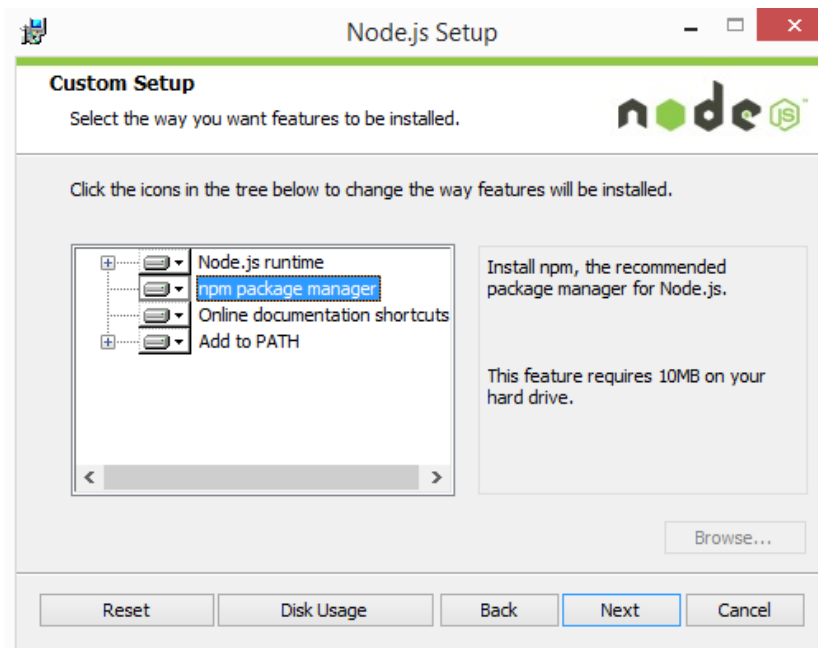 Node.js Setup
Custom Setup
Select the way you want features to be installed.
node JS
Click the icons in the tree below to change the way features will be installed.
Node.js runtime
npm package manager
Online documentation shortcuts
Add to PATH
Install npm, the recommended
package manager for Node.js.
This feature requires 10MB on your
hard drive.
Browse...
Reset
Disk Usage
Back
Next
Cancel